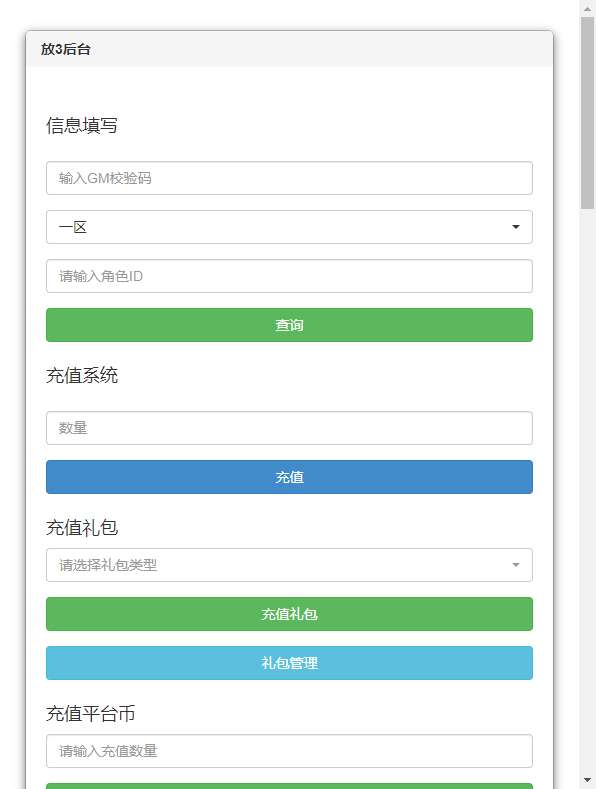 放3后台
信息填写
输入GM校验码
一区
请输入角色ID
查询
充值系统
数量
充值
充值礼包
请选择礼包类型
充值礼包
礼包管理
充值平台币
请输入充值数量